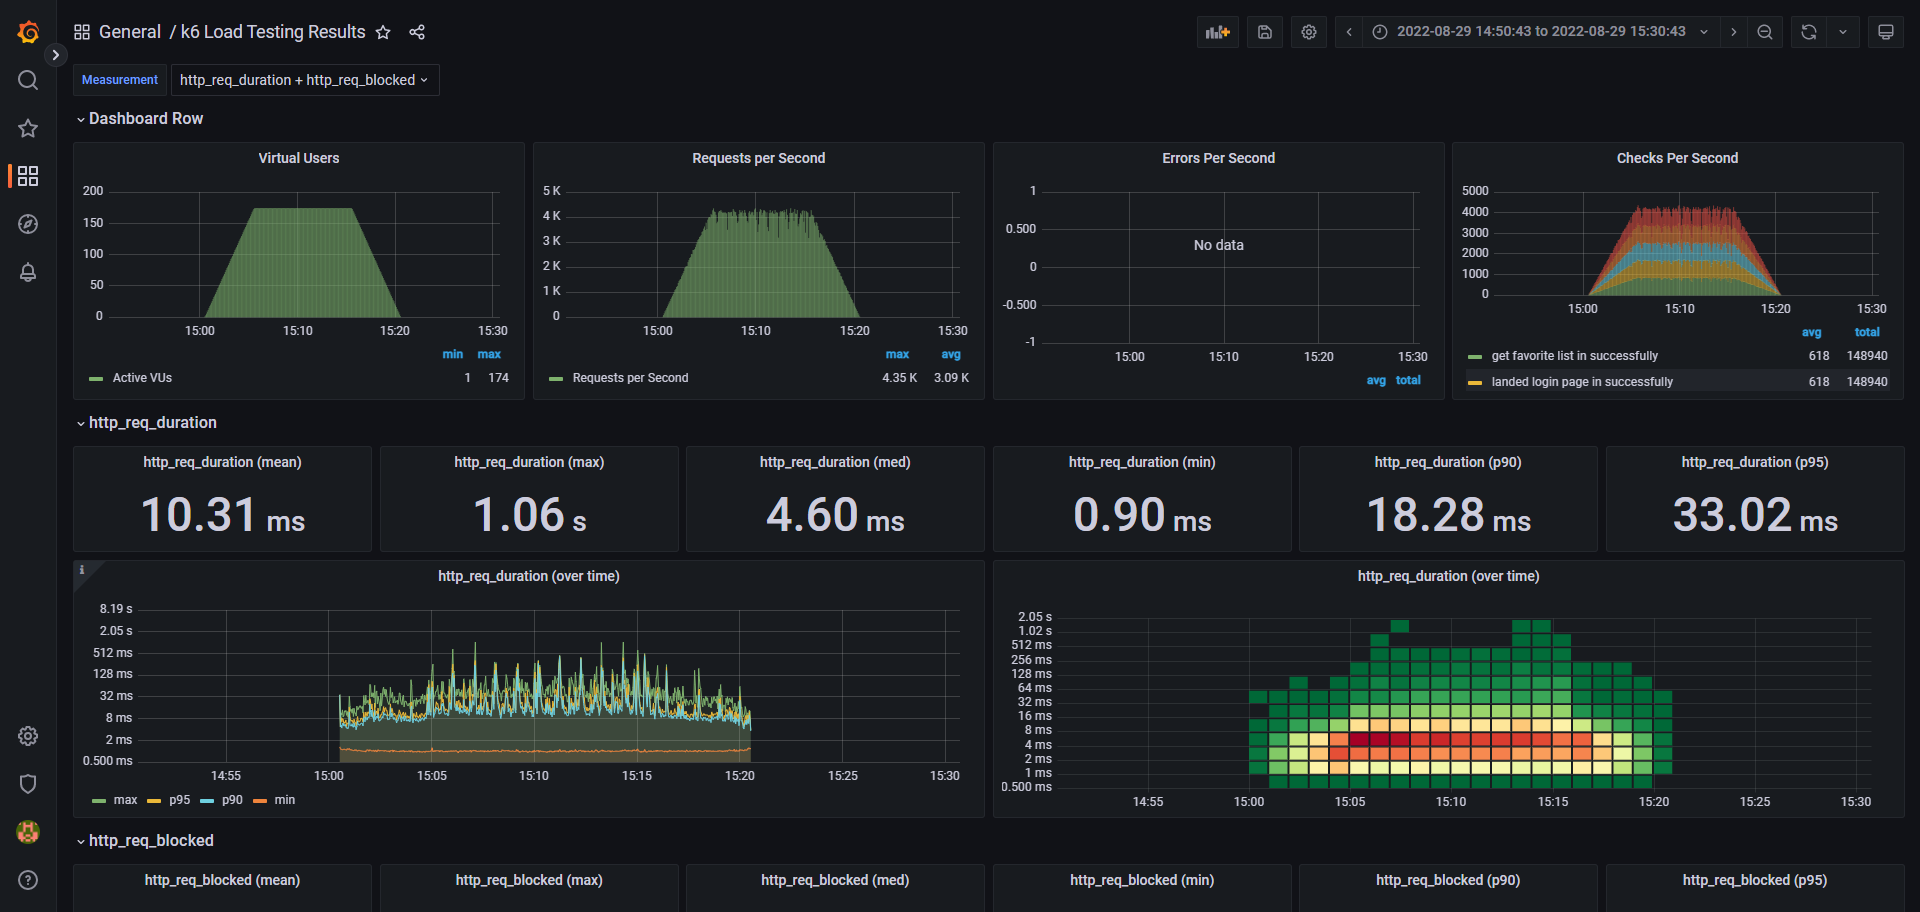 General / k6 Load Testing Results
2022-08-29 14:50:43 to 2022-08-29 15:30:43
Measurement
http_req_duration + http_req_blocked
Dashboard Row
Virtual Users
200
150
100
50
0
15:00 15:10 15:20 15:30
min max
Active VUs 1 174
Requests per Second
5 K
4 K
3 K
2 K
1 K
0
15:00 15:10 15:20 15:30
max avg
Requests per Second 4.35 K 3.09 K
Errors Per Second
1
0.500
0
-0.500
-1
No data
15:00 15:10 15:20 15:30
avg total
Checks Per Second
5000
4000
3000
2000
1000
0
15:00 15:10 15:20 15:30
avg total
get favorite list in successfully 618 148940
landed login page in successfully 618 148940
http_req_duration
http_req_duration (mean)
10.31 ms
http_req_duration (max)
1.06 s
http_req_duration (med)
4.60 ms
http_req_duration (min)
0.90 ms
http_req_duration (p90)
18.28 ms
http_req_duration (p95)
33.02 ms
i
http_req_duration (over time)
8.19 s
2.05 s
512 ms
128 ms
32 ms
8 ms
2 ms
0.500 ms
14:55 15:00 15:05 15:10 15:15 15:20 15:25 15:30
max p95 p90 min
http_req_duration (over time)
2.05 s
1.02 s
512 ms
256 ms
128 ms
64 ms
32 ms
16 ms
8 ms
4 ms
2 ms
1 ms
0.500 ms
14:55 15:00 15:05 15:10 15:15 15:20 15:25 15:30
http_req_blocked
http_req_blocked (mean)
http_req_blocked (max)
http_req_blocked (med)
http_req_blocked (min)
http_req_blocked (p90)
http_req_blocked (p95)